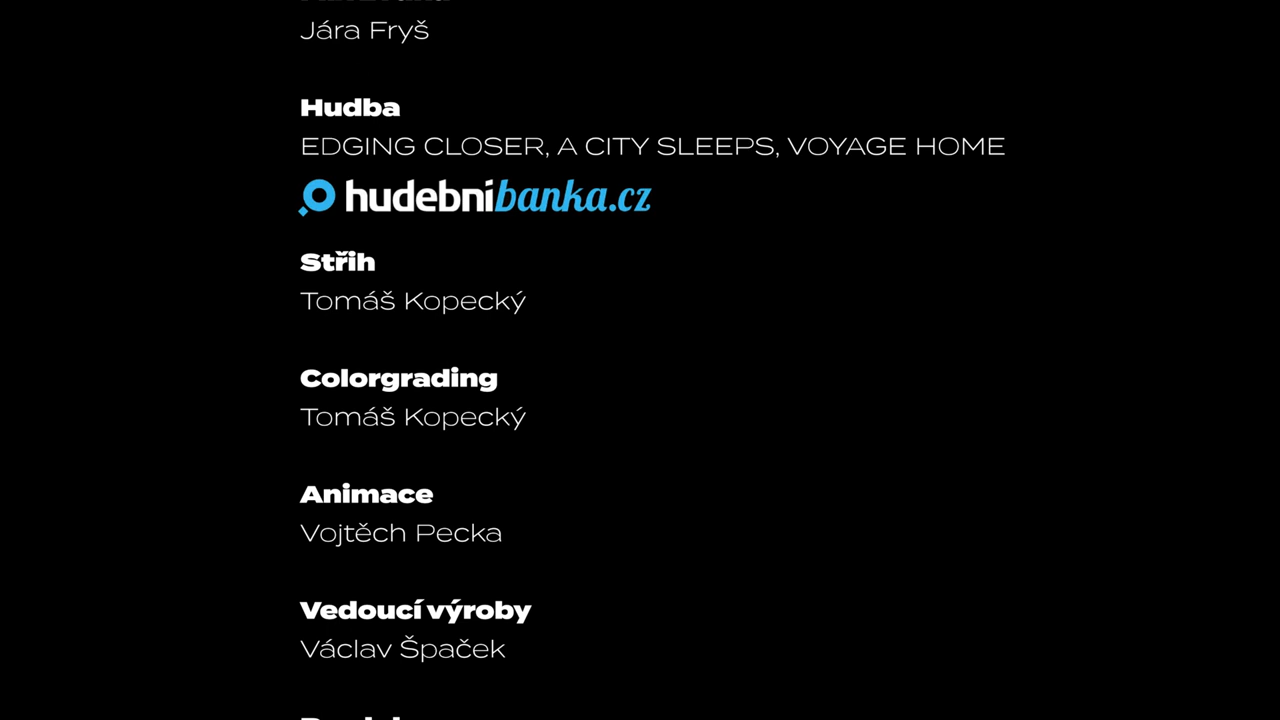 Jára Fryš
Hudba
EDGING CLOSER, A CITY SLEEPS, VOYAGE HOME
hudebníbanka.cz
Střih
Tomáš Kopecký
Colorgrading
Tomáš Kopecký
Animace
Vojtěch Pecka
Vedoucí výroby
Václav Špaček